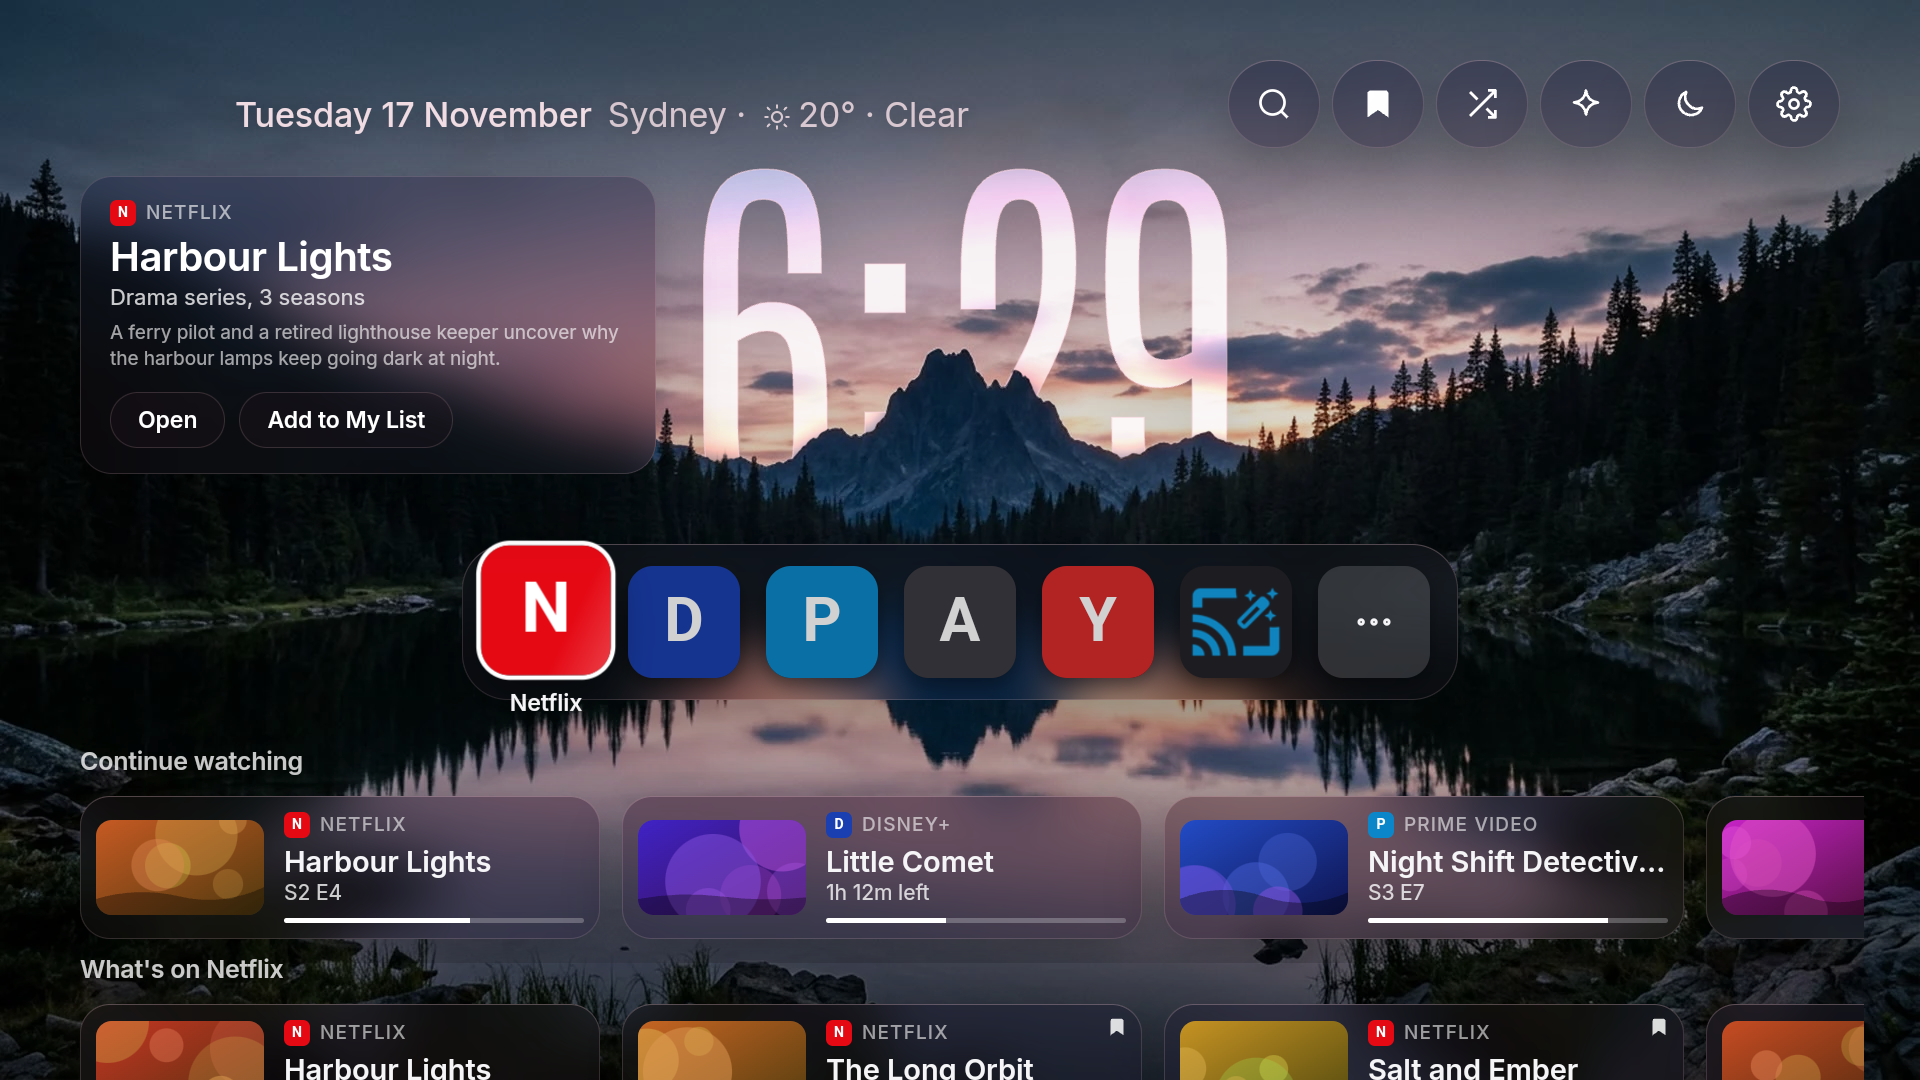 Tuesday 17 November Sydney · 20° · Clear
6:29
N NETFLIX
Harbour Lights
Drama series, 3 seasons
A ferry pilot and a retired lighthouse keeper uncover why
the harbour lamps keep going dark at night.
Open
Add to My List
N
D
P
A
Y
Netflix
Continue watching
N NETFLIX
Harbour Lights
S2 E4
D DISNEY+
Little Comet
1h 12m left
P PRIME VIDEO
Night Shift Detectiv...
S3 E7
What's on Netflix
N NETFLIX
Harbour Lights
N NETFLIX
The Long Orbit
N NETFLIX
Salt and Ember